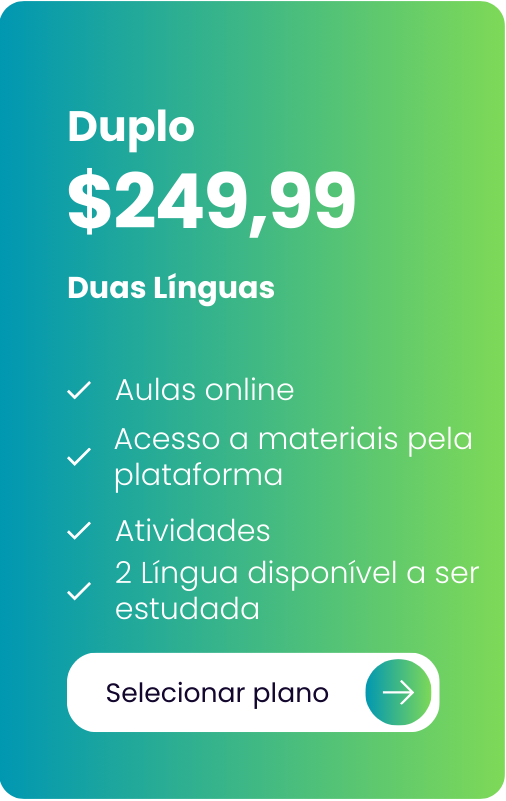 Duplo
$249,99
Duas Línguas
Aulas online
Acesso a materiais pela
plataforma
Atividades
2 Língua disponível a ser
estudada
Selecionar plano